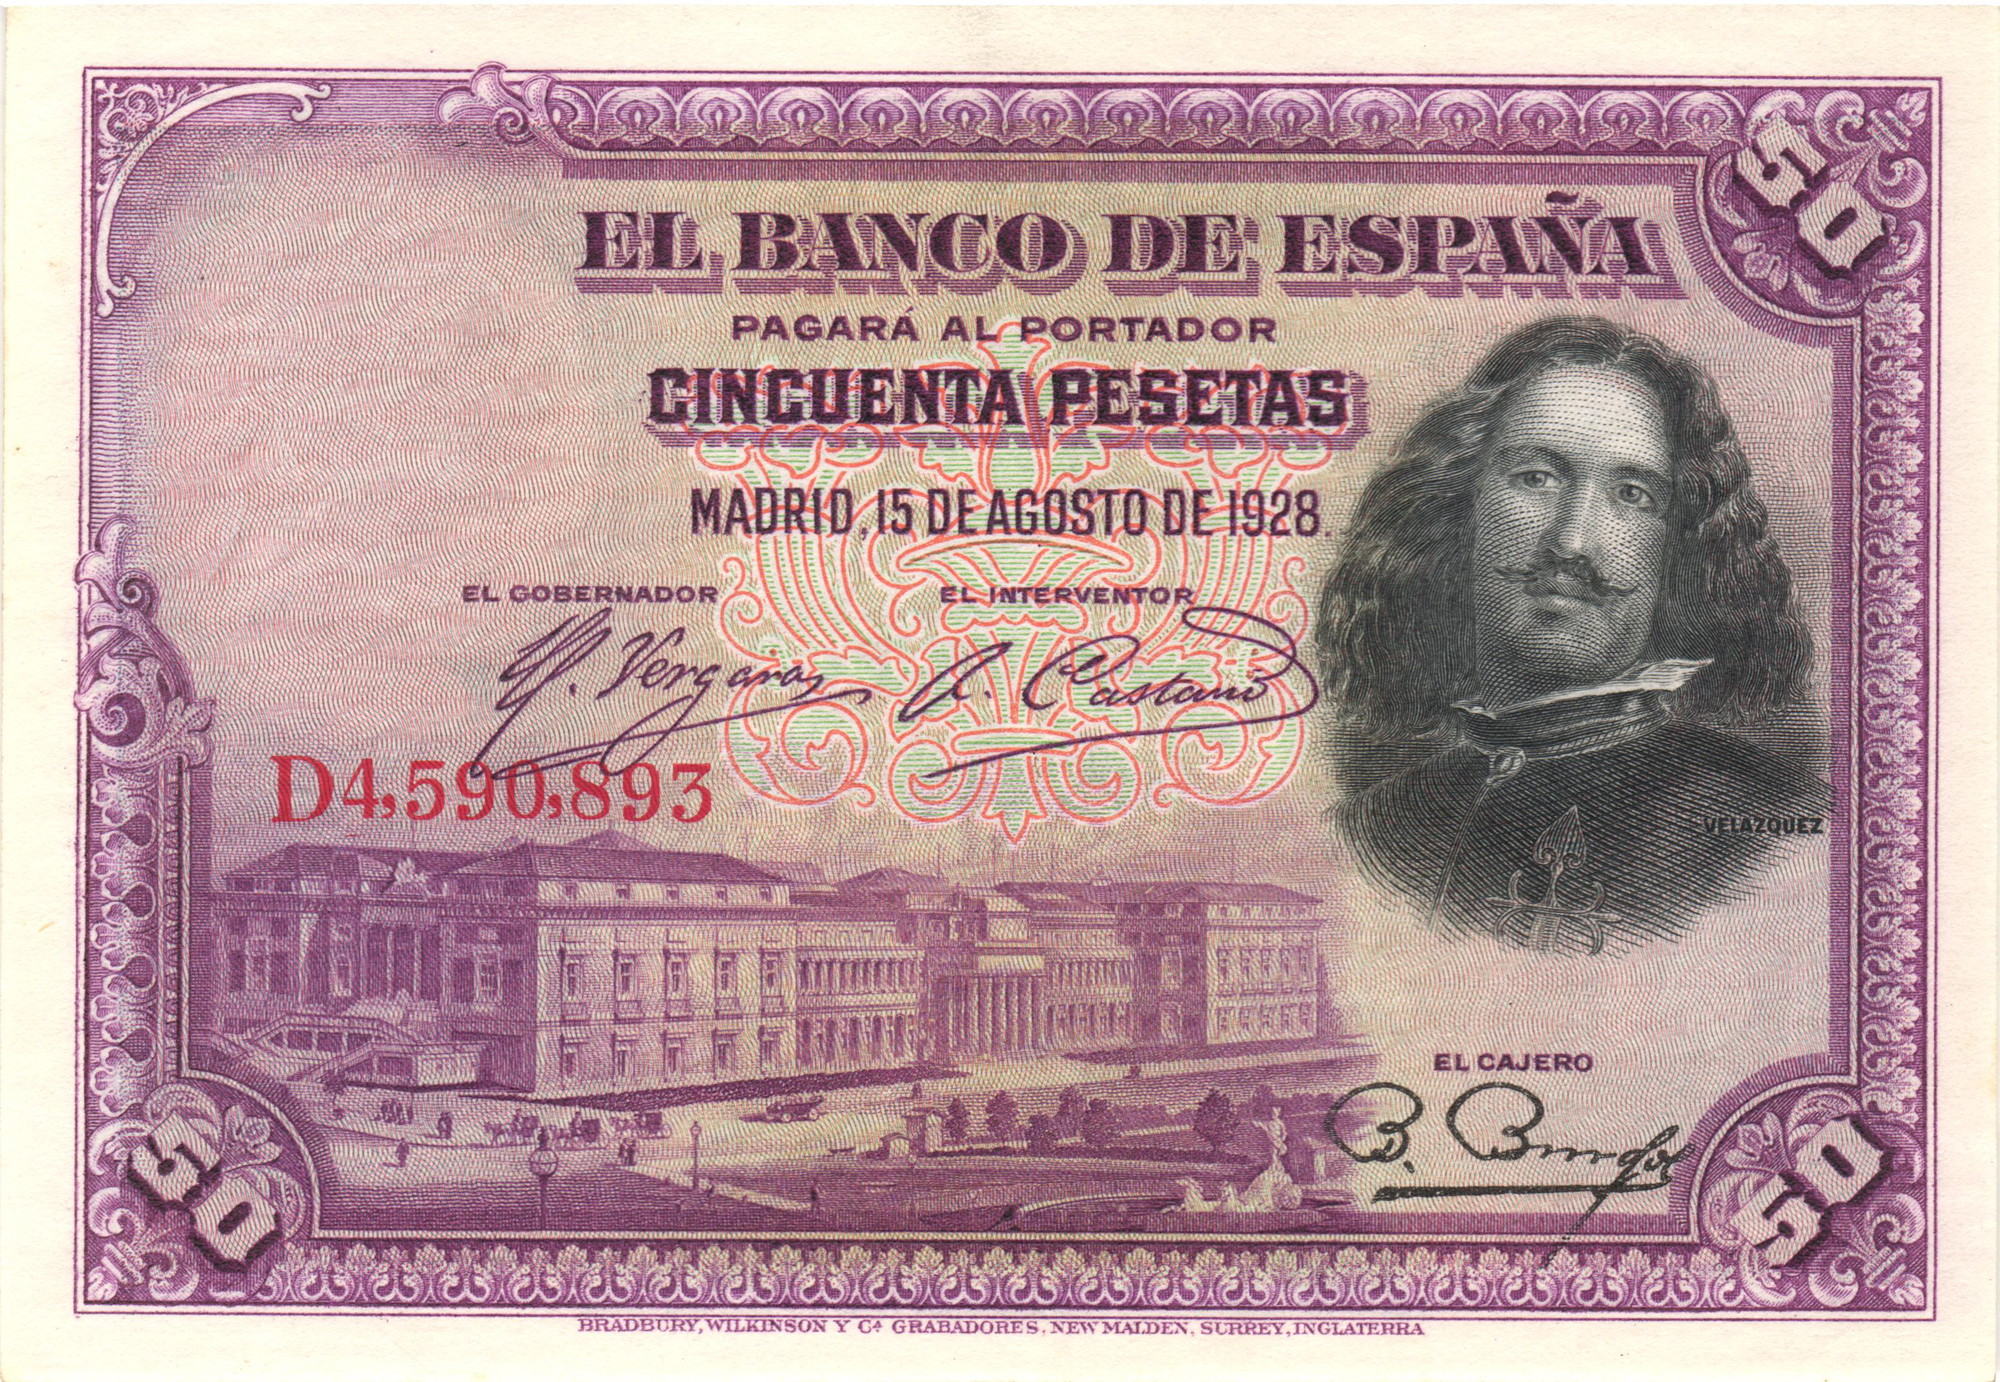 50
EL BANCO DE ESPAÑA
PAGARÁ AL PORTADOR
CINCUENTA PESETAS
MADRID, 15 DE AGOSTO DE 1928.
EL GOBERNADOR EL INTERVENTOR
Vergara
D4,590,893
VELAZQUEZ
EL CAJERO
50
50
BRADBURY, WILKINSON Y Cª GRABADORES, NEW MALDEN, SURREY, INGLATERRA